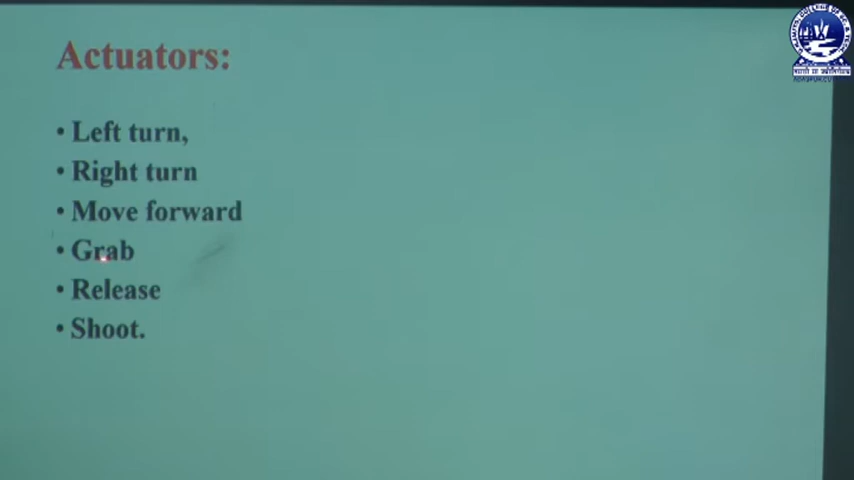 Actuators:
• Left turn,
• Right turn
• Move forward
• Grab
• Release
• Shoot.